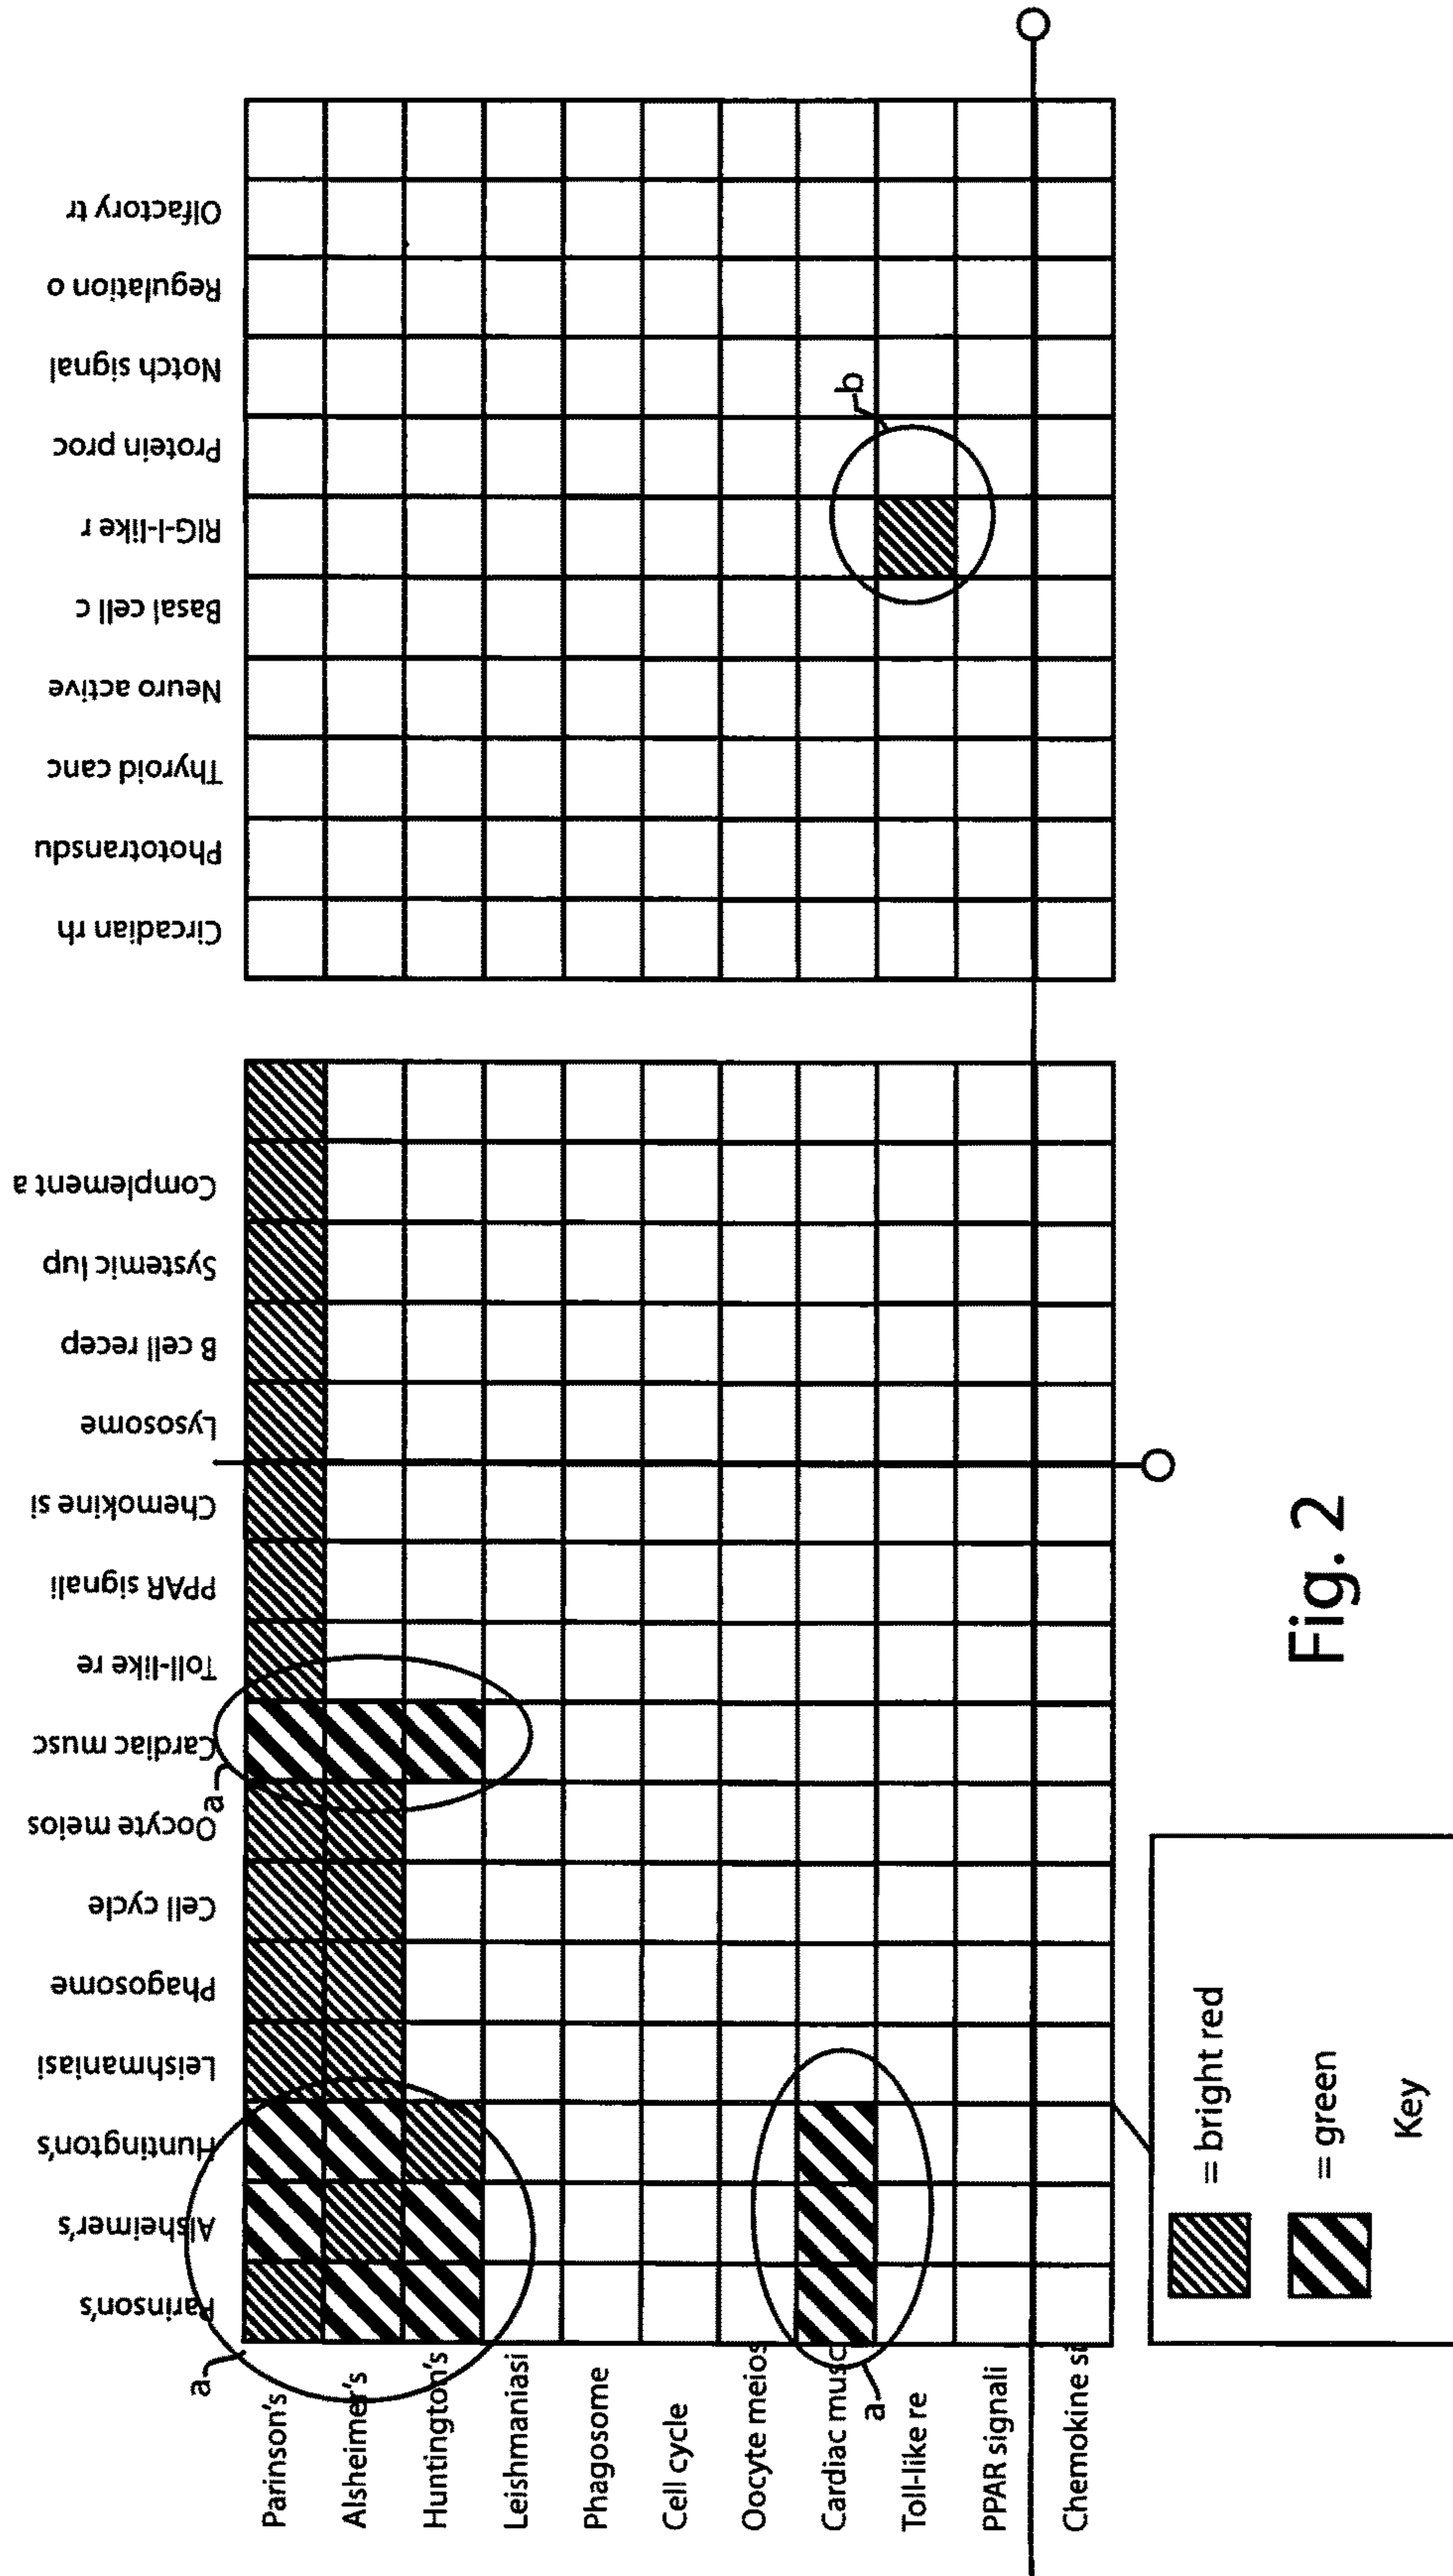 Parinson's
Alsheimer's
Huntington's
Leishmaniasi
Phagosome
Cell cycle
Oocyte meios
Cardiac musc
Toll-like re
PPAR signali
Chemokine si
Lysosome
B cell recep
Systemic lup
Complement a
Circadian rh
Phototransdu
Thyroid canc
Neuro active
Basal cell c
RIG-I-like r
Protein proc
Notch signal
Regulation o
Olfactory tr
a
a
a
b
Parinson's
Alsheimer's
Huntington's
Leishmaniasi
Phagosome
Cell cycle
Oocyte meios
Cardiac musc
Toll-like re
PPAR signali
Chemokine si
= bright red
= green
Key
Fig. 2